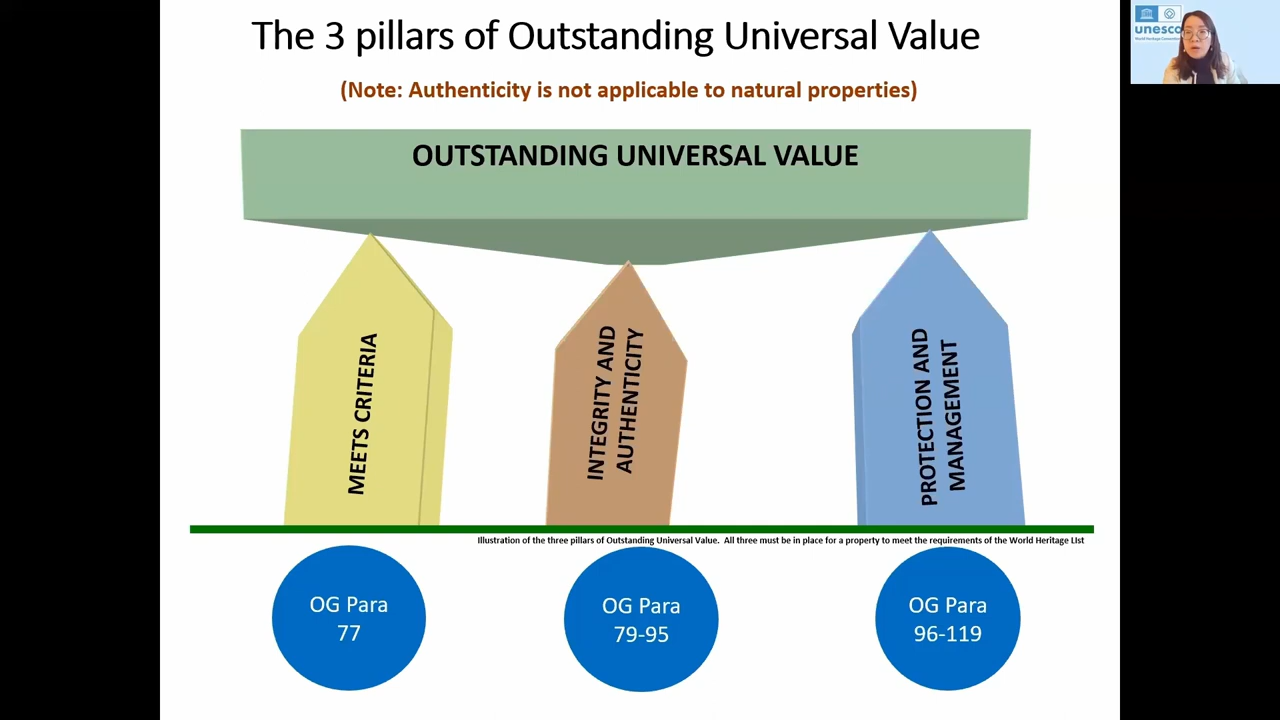 The 3 pillars of Outstanding Universal Value
(Note: Authenticity is not applicable to natural properties)
OUTSTANDING UNIVERSAL VALUE
MEETS CRITERIA
INTEGRITY AND
AUTHENTICITY
PROTECTION AND
MANAGEMENT
Illustration of the three pillars of Outstanding Universal Value. All three must be in place for a property to meet the requirements of the World Heritage LIst
OG Para
77
OG Para
79-95
OG Para
96-119
unesco
World Heritage Convention